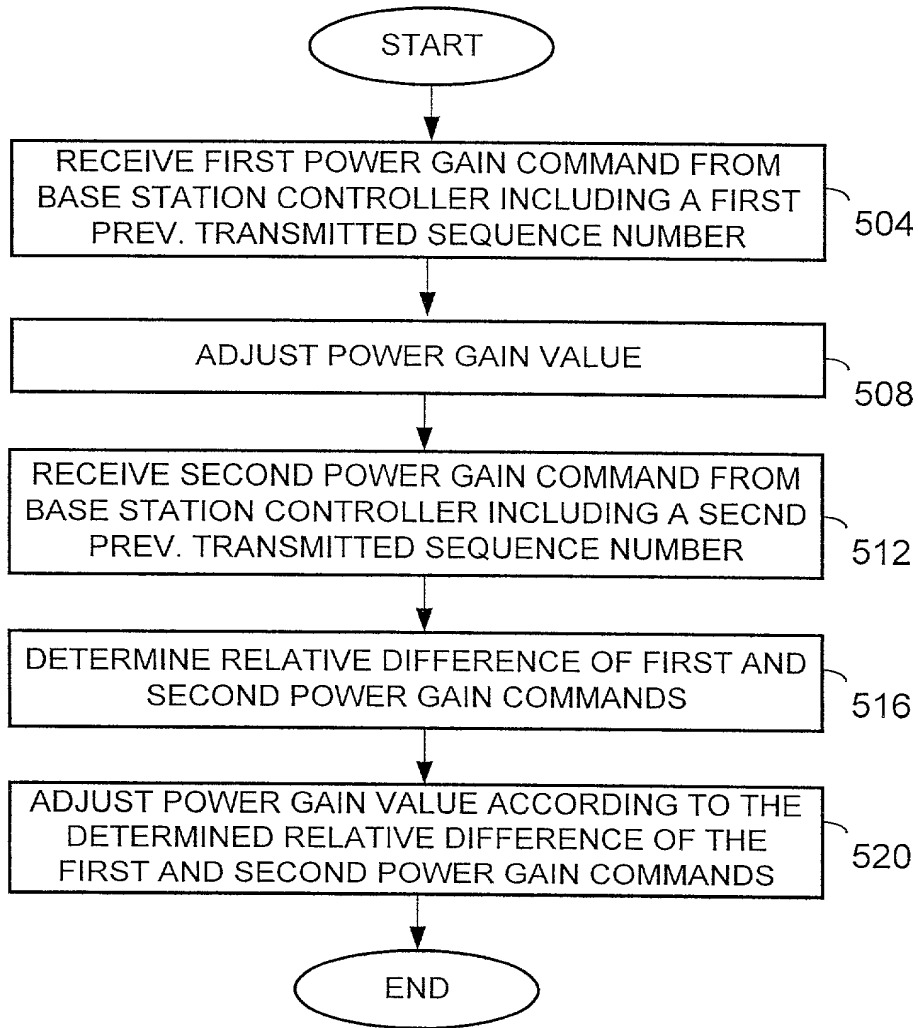 START
RECEIVE FIRST POWER GAIN COMMAND FROM
BASE STATION CONTROLLER INCLUDING A FIRST
PREV. TRANSMITTED SEQUENCE NUMBER
504
ADJUST POWER GAIN VALUE
508
RECEIVE SECOND POWER GAIN COMMAND FROM
BASE STATION CONTROLLER INCLUDING A SECND
PREV. TRANSMITTED SEQUENCE NUMBER
512
DETERMINE RELATIVE DIFFERENCE OF FIRST AND
SECOND POWER GAIN COMMANDS
516
ADJUST POWER GAIN VALUE ACCORDING TO THE
DETERMINED RELATIVE DIFFERENCE OF THE
FIRST AND SECOND POWER GAIN COMMANDS
520
END